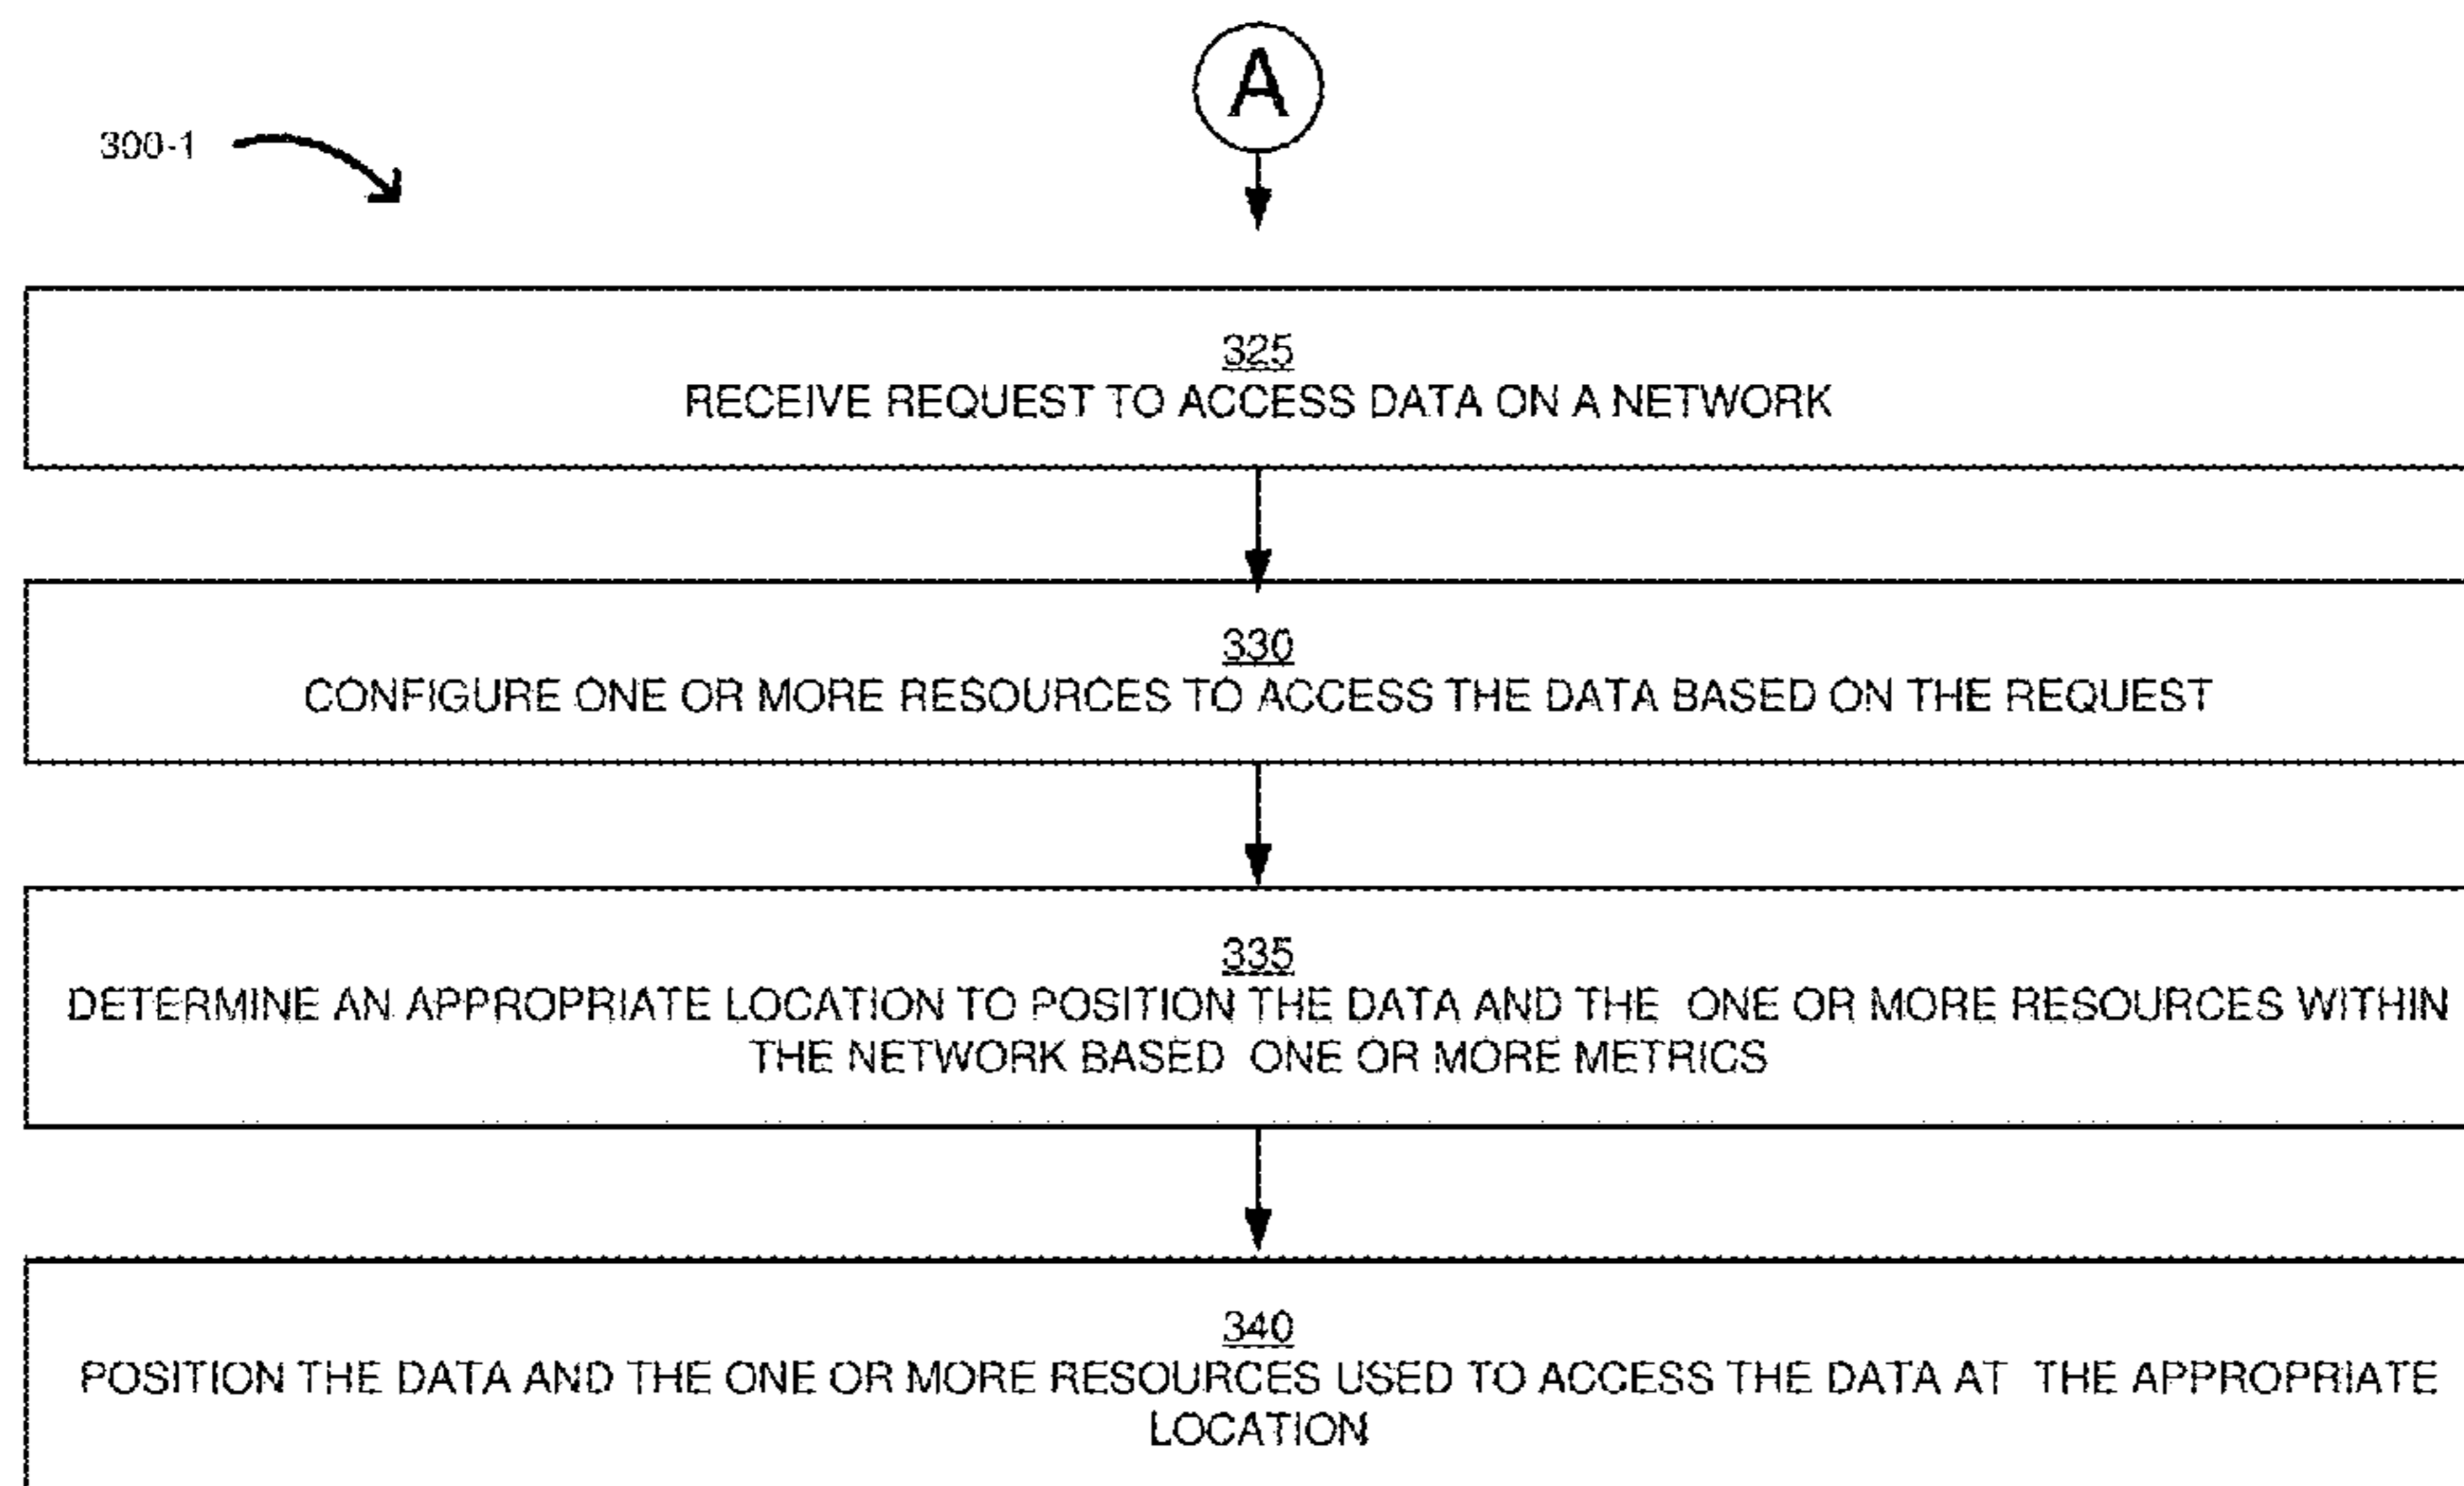 A
300-1
325
RECEIVE REQUEST TO ACCESS DATA ON A NETWORK
330
CONFIGURE ONE OR MORE RESOURCES TO ACCESS THE DATA BASED ON THE REQUEST
335
DETERMINE AN APPROPRIATE LOCATION TO POSITION THE DATA AND THE ONE OR MORE RESOURCES WITHIN
THE NETWORK BASED ONE OR MORE METRICS
340
POSITION THE DATA AND THE ONE OR MORE RESOURCES USED TO ACCESS THE DATA AT THE APPROPRIATE
LOCATION